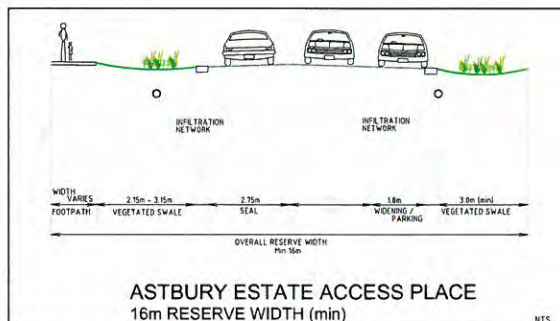 INFILTRATION
NETWORK
INFILTRATION
NETWORK
WIDTH
VARIES
2.15m - 3.15m
2.75m
1.8m
3.0m (min)
FOOTPATH
VEGETATED SWALE
SEAL
WIDENING /
PARKING
VEGETATED SWALE
OVERALL RESERVE WIDTH
Min 16m
ASTBURY ESTATE ACCESS PLACE
16m RESERVE WIDTH (min)
NTS